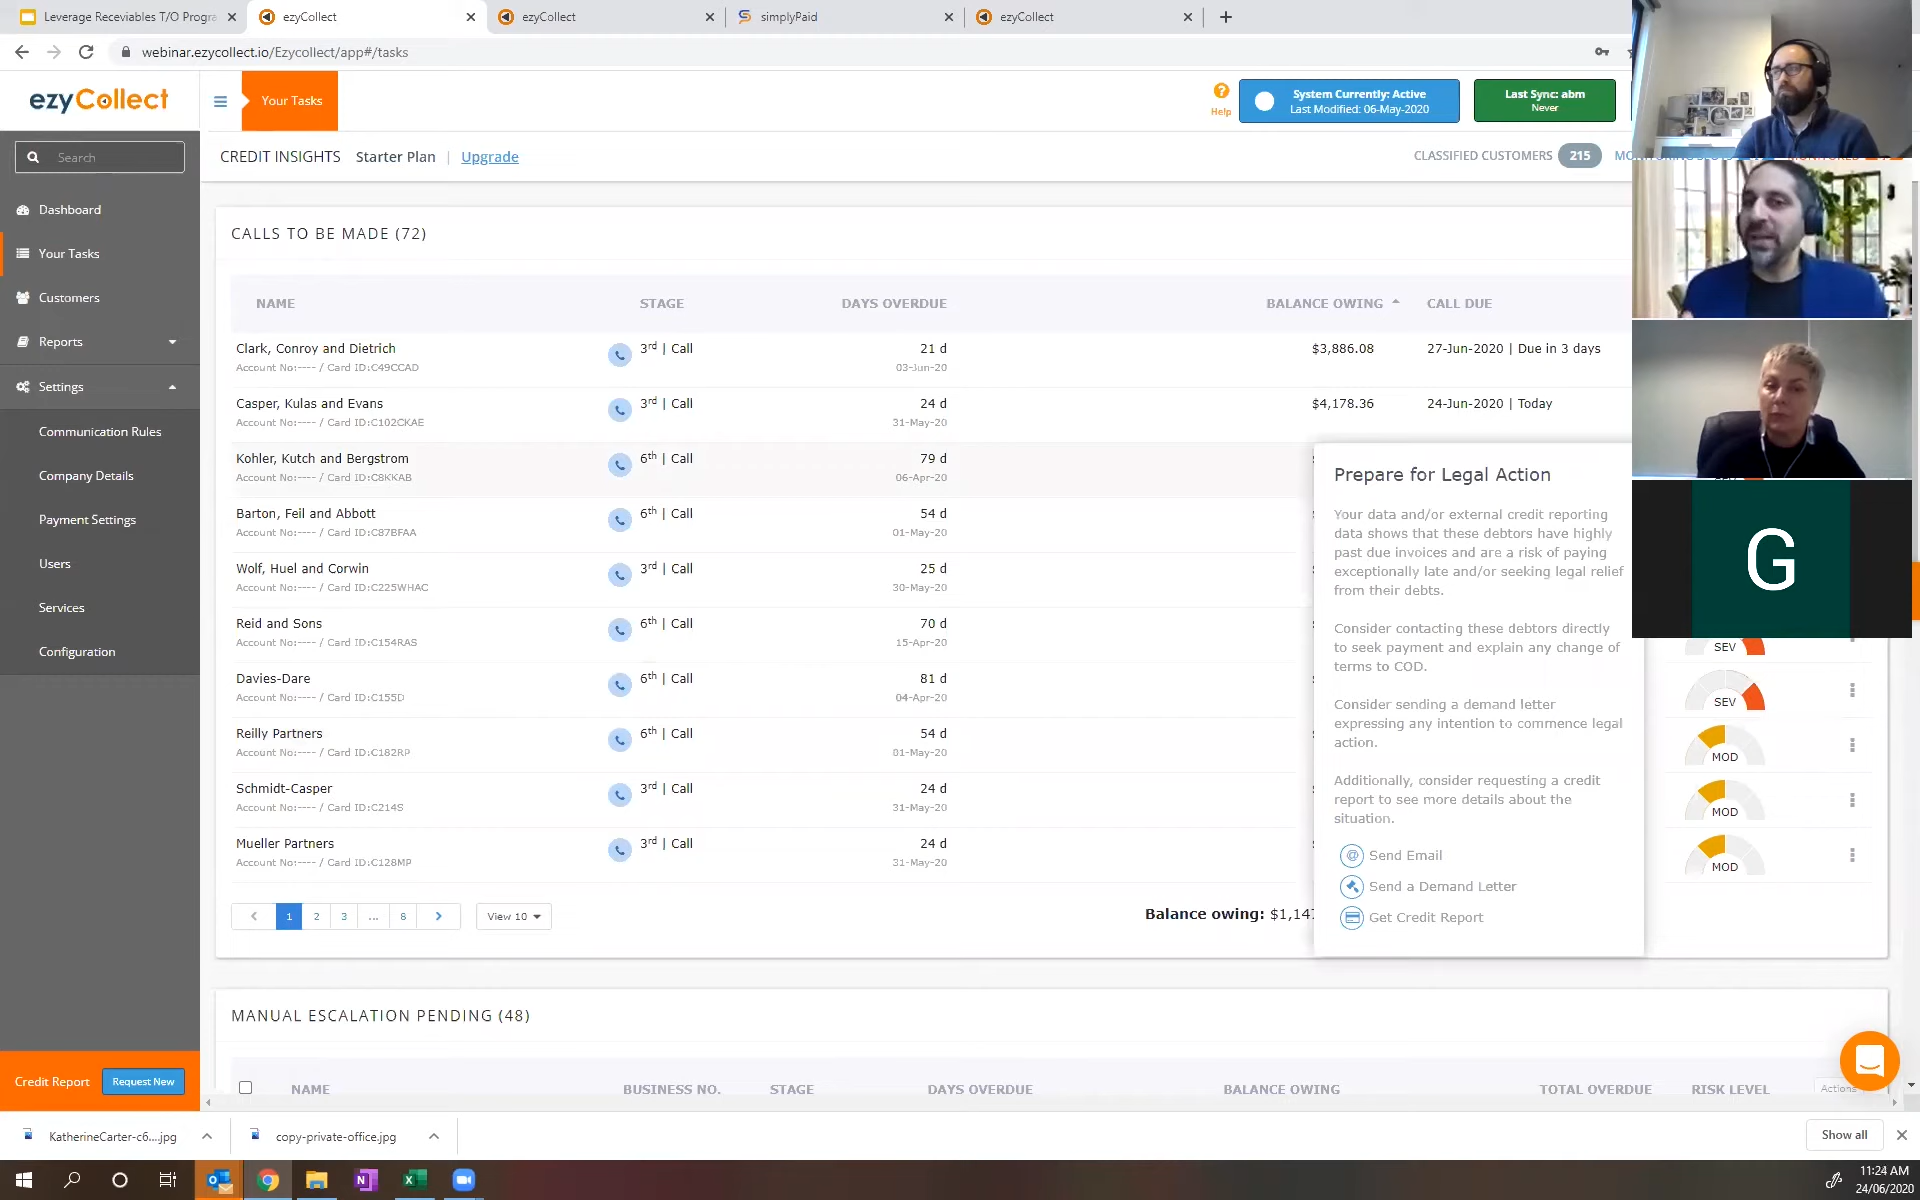 Leverage Receviables T/O Progra
ezyCollect
ezyCollect
simplyPaid
ezyCollect
webinar.ezycollect.io/Ezycollect/app#/tasks
ezyCollect
Your Tasks
Help
System Currently: Active
Last Modified: 06-May-2020
Last Sync: abm
Never
Search
Dashboard
Your Tasks
Customers
Reports
Settings
Communication Rules
Company Details
Payment Settings
Users
Services
Configuration
Credit Report
Request New
CREDIT INSIGHTS Starter Plan | Upgrade
CLASSIFIED CUSTOMERS 215
CALLS TO BE MADE (72)
NAME STAGE DAYS OVERDUE BALANCE OWING CALL DUE
Clark, Conroy and Dietrich 3rd | Call 21 d $3,886.08 27-Jun-2020 | Due in 3 days
Account No:---- / Card ID:C49CCAD 03-Jun-20
Casper, Kulas and Evans 3rd | Call 24 d $4,178.36 24-Jun-2020 | Today
Account No:---- / Card ID:C102CKAE 31-May-20
Kohler, Kutch and Bergstrom 6th | Call 79 d
Account No:---- / Card ID:C8KKAB 06-Apr-20
Barton, Feil and Abbott 6th | Call 54 d
Account No:---- / Card ID:C87BFAA 01-May-20
Wolf, Huel and Corwin 3rd | Call 25 d
Account No:---- / Card ID:C225WHAC 30-May-20
Reid and Sons 6th | Call 70 d
Account No:---- / Card ID:C154RAS 15-Apr-20
SEV
Davies-Dare 6th | Call 81 d
Account No:---- / Card ID:C155D 04-Apr-20
SEV
Reilly Partners 6th | Call 54 d
Account No:---- / Card ID:C182RP 01-May-20
MOD
Schmidt-Casper 3rd | Call 24 d
Account No:---- / Card ID:C214S 31-May-20
MOD
Mueller Partners 3rd | Call 24 d
Account No:---- / Card ID:C128MP 31-May-20
MOD
1 2 3 ... 8
View 10
Balance owing: $1,147
Prepare for Legal Action
Your data and/or external credit reporting
data shows that these debtors have highly
past due invoices and are a risk of paying
exceptionally late and/or seeking legal relief
from their debts.
Consider contacting these debtors directly
to seek payment and explain any change of
terms to COD.
Consider sending a demand letter
expressing any intention to commence legal
action.
Additionally, consider requesting a credit
report to see more details about the
situation.
Send Email
Send a Demand Letter
Get Credit Report
G
MANUAL ESCALATION PENDING (48)
NAME BUSINESS NO. STAGE DAYS OVERDUE BALANCE OWING TOTAL OVERDUE RISK LEVEL Actions
KatherineCarter-c6....jpg
copy-private-office.jpg
Show all
11:24 AM
24/06/2020